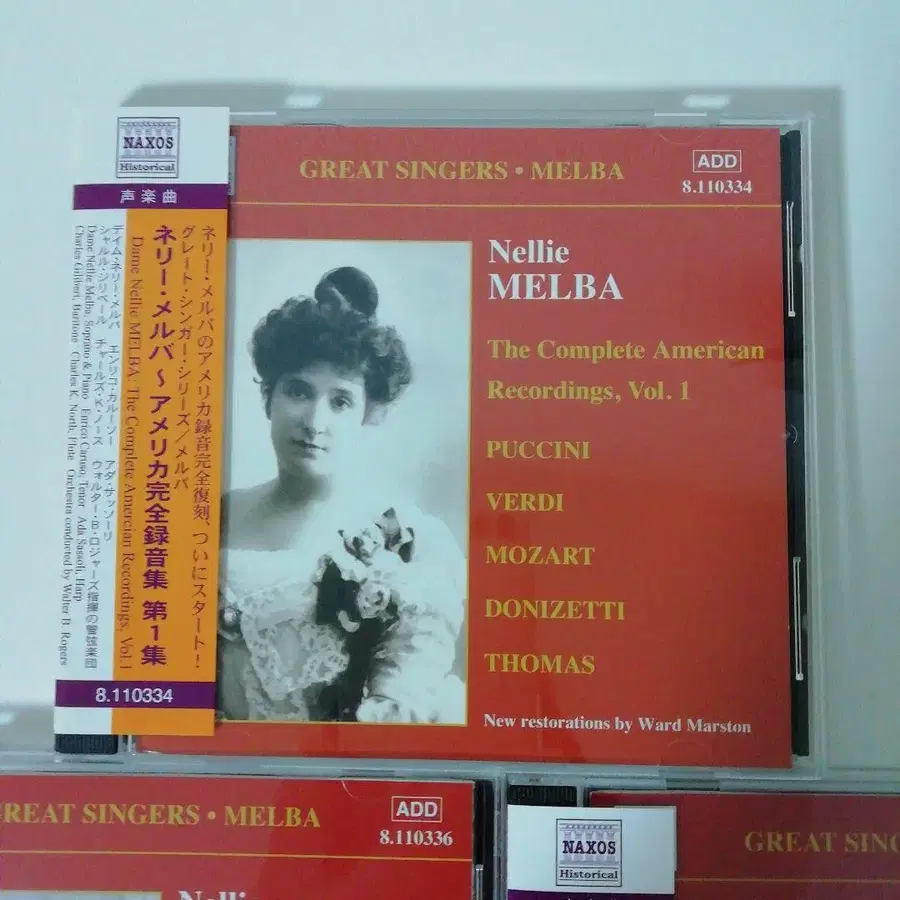 NAXOS
Historical
声楽曲
ネリー・メルバのアメリカ録音完全復刻、ついにスタート!
グレート・シンガー・シリーズ/メルバ
ネリー・メルバ～アメリカ完全録音集 第1集
Dame Nellie MELBA: The Complete Amercian Recordings, Vol.1
デイム・ネリー・メルバ エンリコ・カルーソー アダ・サッソーリ
シャルル・ジリベール チャールズ・K・ノース ウォルター・B・ロジャーズ指揮の管弦楽団
Dame Nellie Melba, Soprano & Piano Enrico Caruso, Tenor Ada Sassoli, Harp
Charles Gilibert, Baritone Charles K. North, Flute Orchestra conducted by Walter B. Rogers
8.110334
GREAT SINGERS • MELBA
ADD
8.110334
Nellie
MELBA
The Complete American
Recordings, Vol. 1
PUCCINI
VERDI
MOZART
DONIZETTI
THOMAS
New restorations by Ward Marston
GREAT SINGERS • MELBA
ADD
8.110336
NAXOS
Historical
GREAT SING